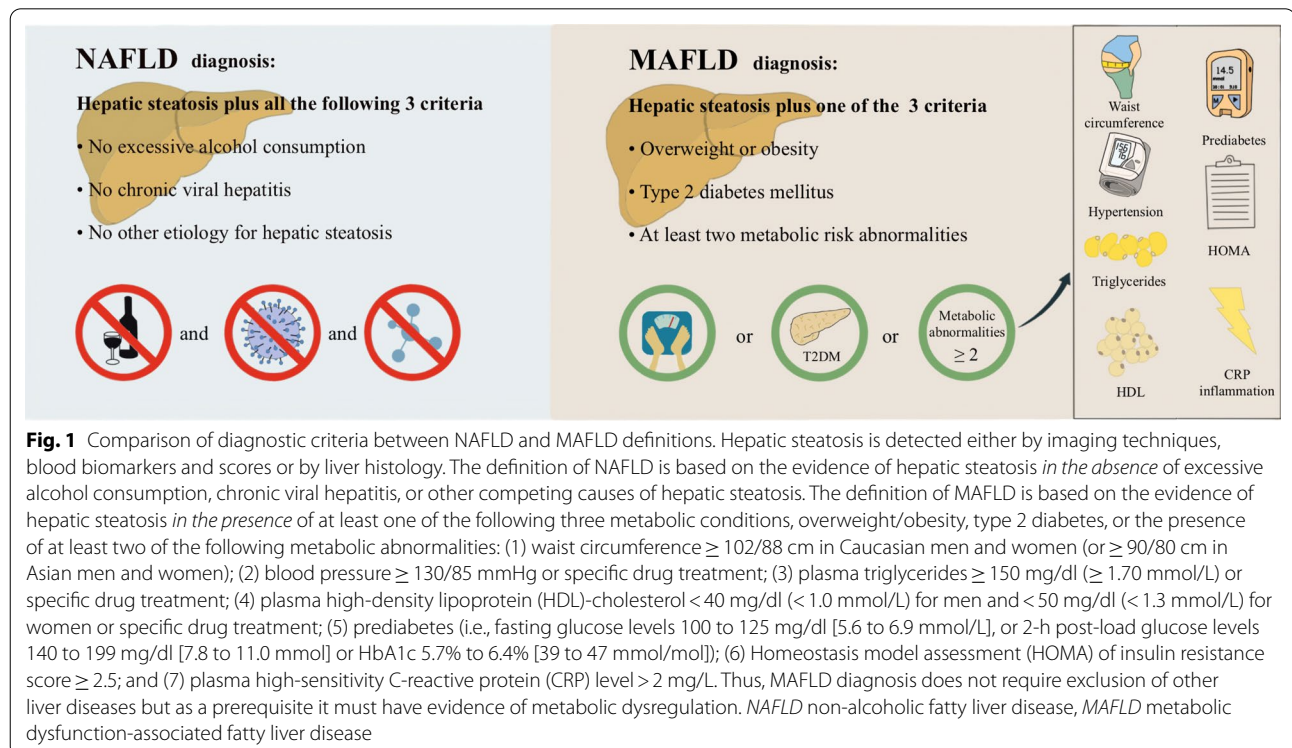 NAFLD diagnosis:
Hepatic steatosis plus all the following 3 criteria
• No excessive alcohol consumption
• No chronic viral hepatitis
• No other etiology for hepatic steatosis
and
and
MAFLD diagnosis:
Hepatic steatosis plus one of the 3 criteria
• Overweight or obesity
• Type 2 diabetes mellitus
• At least two metabolic risk abnormalities
or
T2DM
or
Metabolic
abnormalities
≥ 2
Waist
circumference
156
Hypertension
Triglycerides
HDL
14.5
mmol
M
Prediabetes
HOMA
CRP
inflammation
Fig. 1 Comparison of diagnostic criteria between NAFLD and MAFLD definitions. Hepatic steatosis is detected either by imaging techniques,
blood biomarkers and scores or by liver histology. The definition of NAFLD is based on the evidence of hepatic steatosis in the absence of excessive
alcohol consumption, chronic viral hepatitis, or other competing causes of hepatic steatosis. The definition of MAFLD is based on the evidence of
hepatic steatosis in the presence of at least one of the following three metabolic conditions, overweight/obesity, type 2 diabetes, or the presence
of at least two of the following metabolic abnormalities: (1) waist circumference ≥ 102/88 cm in Caucasian men and women (or ≥ 90/80 cm in
Asian men and women); (2) blood pressure ≥ 130/85 mmHg or specific drug treatment; (3) plasma triglycerides ≥ 150 mg/dl (≥ 1.70 mmol/L) or
specific drug treatment; (4) plasma high-density lipoprotein (HDL)-cholesterol < 40 mg/dl (< 1.0 mmol/L) for men and < 50 mg/dl (< 1.3 mmol/L) for
women or specific drug treatment; (5) prediabetes (i.e., fasting glucose levels 100 to 125 mg/dl [5.6 to 6.9 mmol/L], or 2-h post-load glucose levels
140 to 199 mg/dl [7.8 to 11.0 mmol] or HbA1c 5.7% to 6.4% [39 to 47 mmol/mol]); (6) Homeostasis model assessment (HOMA) of insulin resistance
score ≥ 2.5; and (7) plasma high-sensitivity C-reactive protein (CRP) level > 2 mg/L. Thus, MAFLD diagnosis does not require exclusion of other
liver diseases but as a prerequisite it must have evidence of metabolic dysregulation. NAFLD non-alcoholic fatty liver disease, MAFLD metabolic
dysfunction-associated fatty liver disease